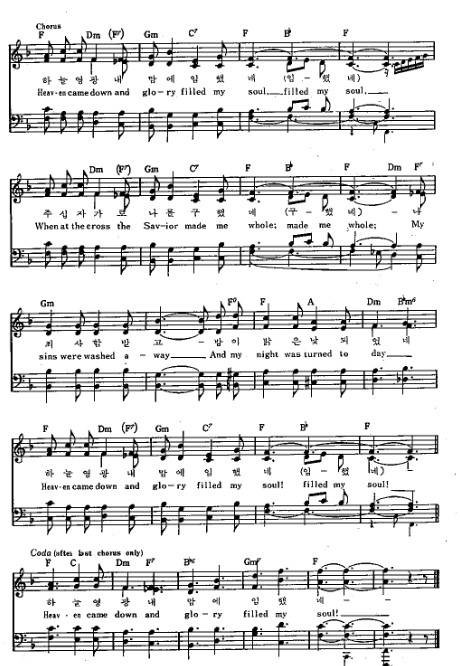 Chorus
F Dm (F7) Gm C7 F B♭ F
하늘영광내 맘에임했 네(임-했 네)
Heav-en came down and glo-ry filled my soul,__filled my soul,__
Dm (F7) Gm C7 F B♭ F Dm F7
주십자가로 나를구했 네(구-했 네)-나
When at the cross the Sav-ior made me whole; made me whole; My
Gm F° F A Dm B♭m6
죄 사함 받 고 - 밤이 밝은낮되었 네
sins were washed a-way____ And my night was turned to day___
F Dm (F7) Gm C7 F B♭ F
하늘영광내 맘에임했 네(임-했 네)
Heav-en came down and glo-ry filled my soul! filled my soul!
Coda (after last chorus only)
F C Dm F7 B♭ Gm7 F
하늘영광내 맘에임했 네--
Heav-en came down and glo-ry filled my soul!____